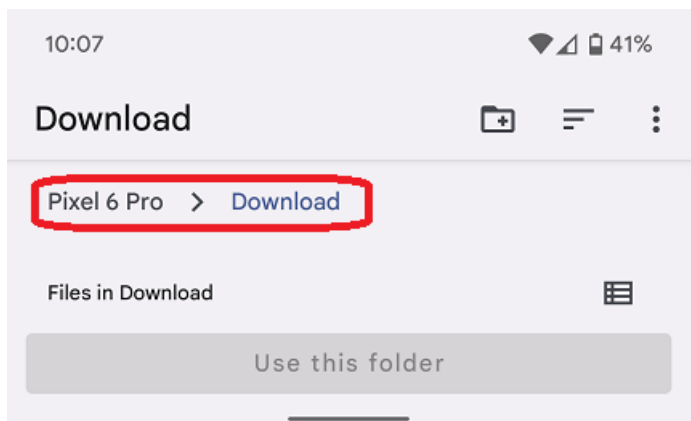 10:07 41%
Download
Pixel 6 Pro > Download
Files in Download
Use this folder